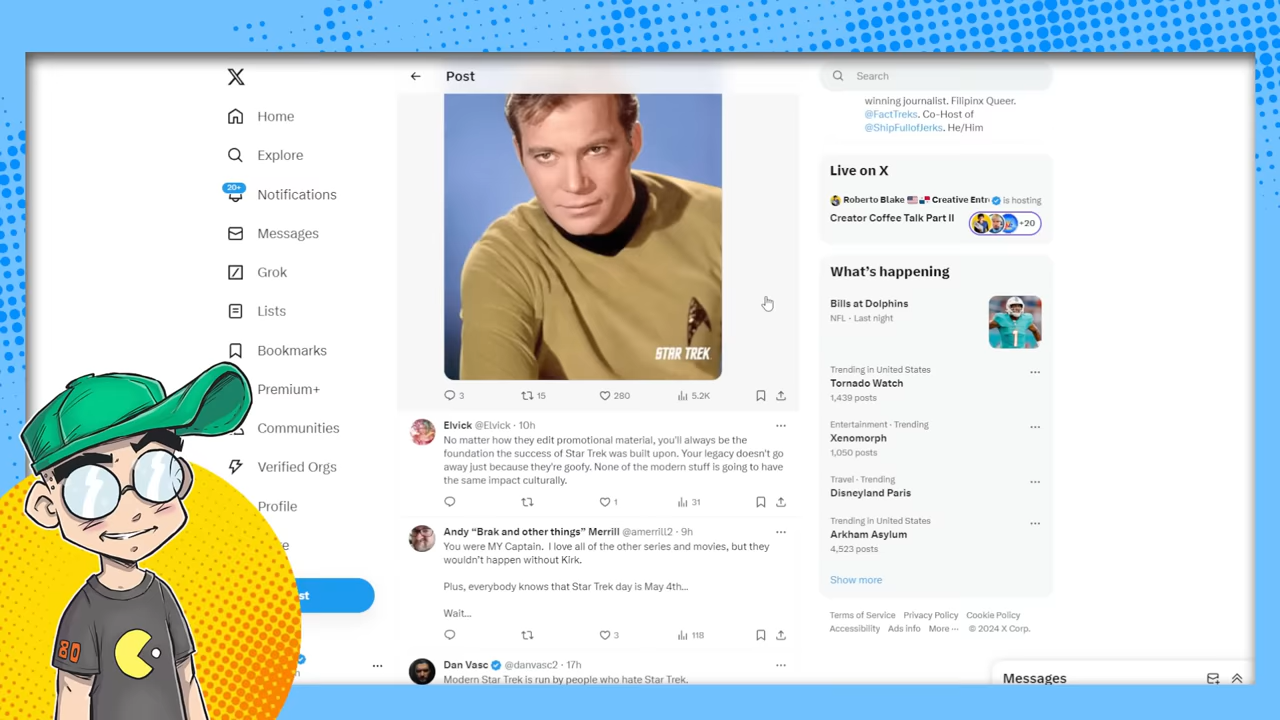 Post
Search
Home
Explore
20+
Notifications
Messages
Grok
Lists
Bookmarks
Premium+
Communities
Verified Orgs
Profile
STAR TREK
3
15
280
5.2K
Elvick @Elvick · 10h
No matter how they edit promotional material, you'll always be the
foundation the success of Star Trek was built upon. Your legacy doesn't go
away just because they're goofy. None of the modern stuff is going to have
the same impact culturally.
1
31
Andy “Brak and other things” Merrill @amerrill2 · 9h
You were MY Captain. I love all of the other series and movies, but they
wouldn’t happen without Kirk.
Plus, everybody knows that Star Trek day is May 4th...
Wait...
3
118
Dan Vasc @danvasc2 · 17h
Modern Star Trek is run by people who hate Star Trek.
winning journalist. Filipinx Queer.
@FactTreks. Co-Host of
@ShipFullofJerks. He/Him
Live on X
Roberto Blake Creative Entr is hosting
Creator Coffee Talk Part II
+20
What’s happening
Bills at Dolphins
NFL · Last night
Trending in United States
Tornado Watch
1,439 posts
Entertainment · Trending
Xenomorph
1,050 posts
Travel · Trending
Disneyland Paris
Trending in United States
Arkham Asylum
4,523 posts
Show more
Terms of Service Privacy Policy Cookie Policy
Accessibility Ads info More ··· © 2024 X Corp.
Messages
80